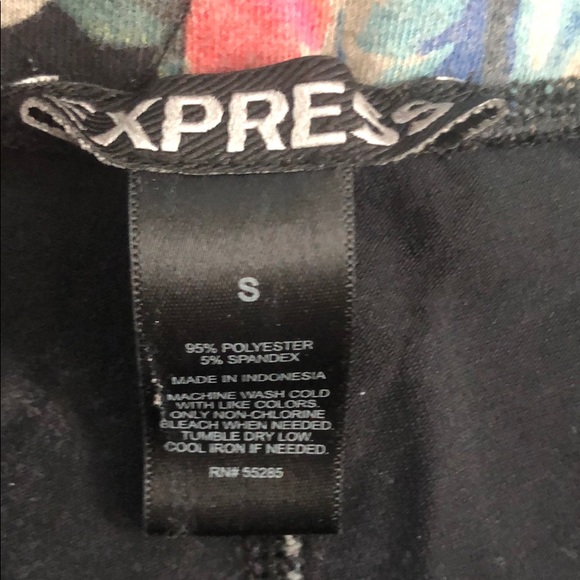 EXPRESS
S
95% POLYESTER
5% SPANDEX
MADE IN INDONESIA
MACHINE WASH COLD
WITH LIKE COLORS.
ONLY NON-CHLORINE
BLEACH WHEN NEEDED.
TUMBLE DRY LOW.
COOL IRON IF NEEDED.
RN# 55285